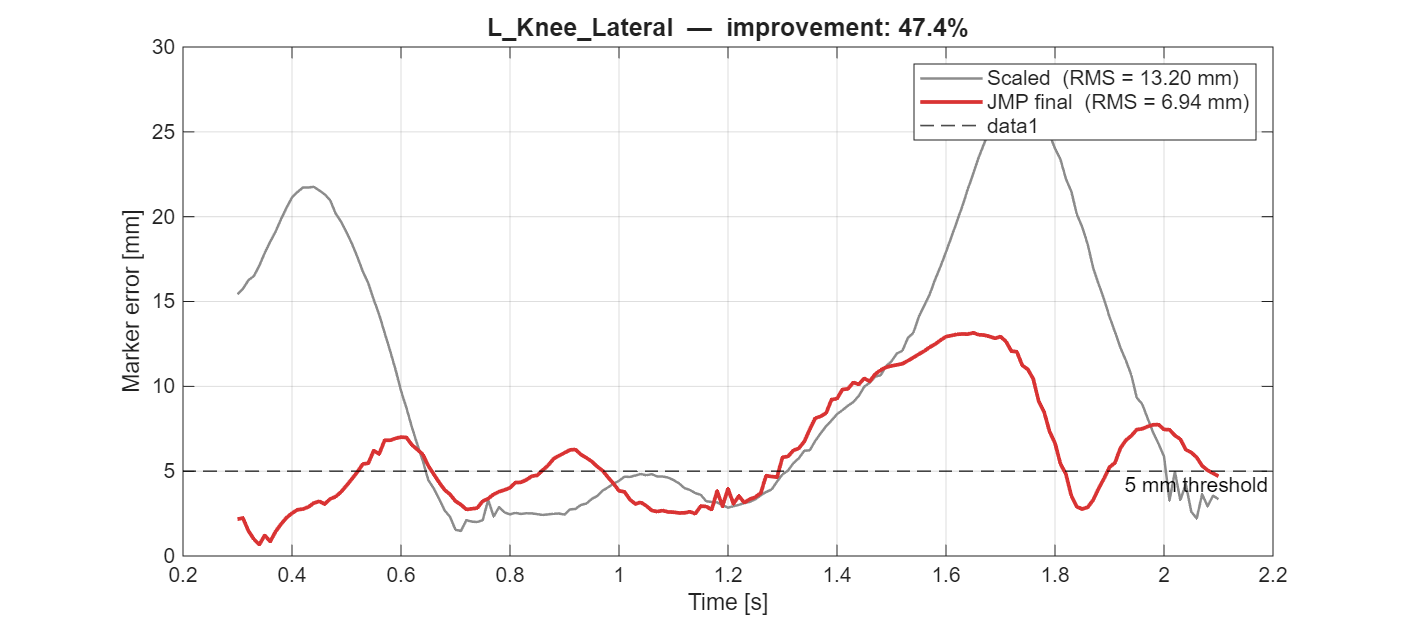 L_Knee_Lateral — improvement: 47.4%
Scaled (RMS = 13.20 mm)
JMP final (RMS = 6.94 mm)
data1
Marker error [mm]
30
25
20
15
10
5
0
5 mm threshold
0.2 0.4 0.6 0.8 1 1.2 1.4 1.6 1.8 2 2.2
Time [s]